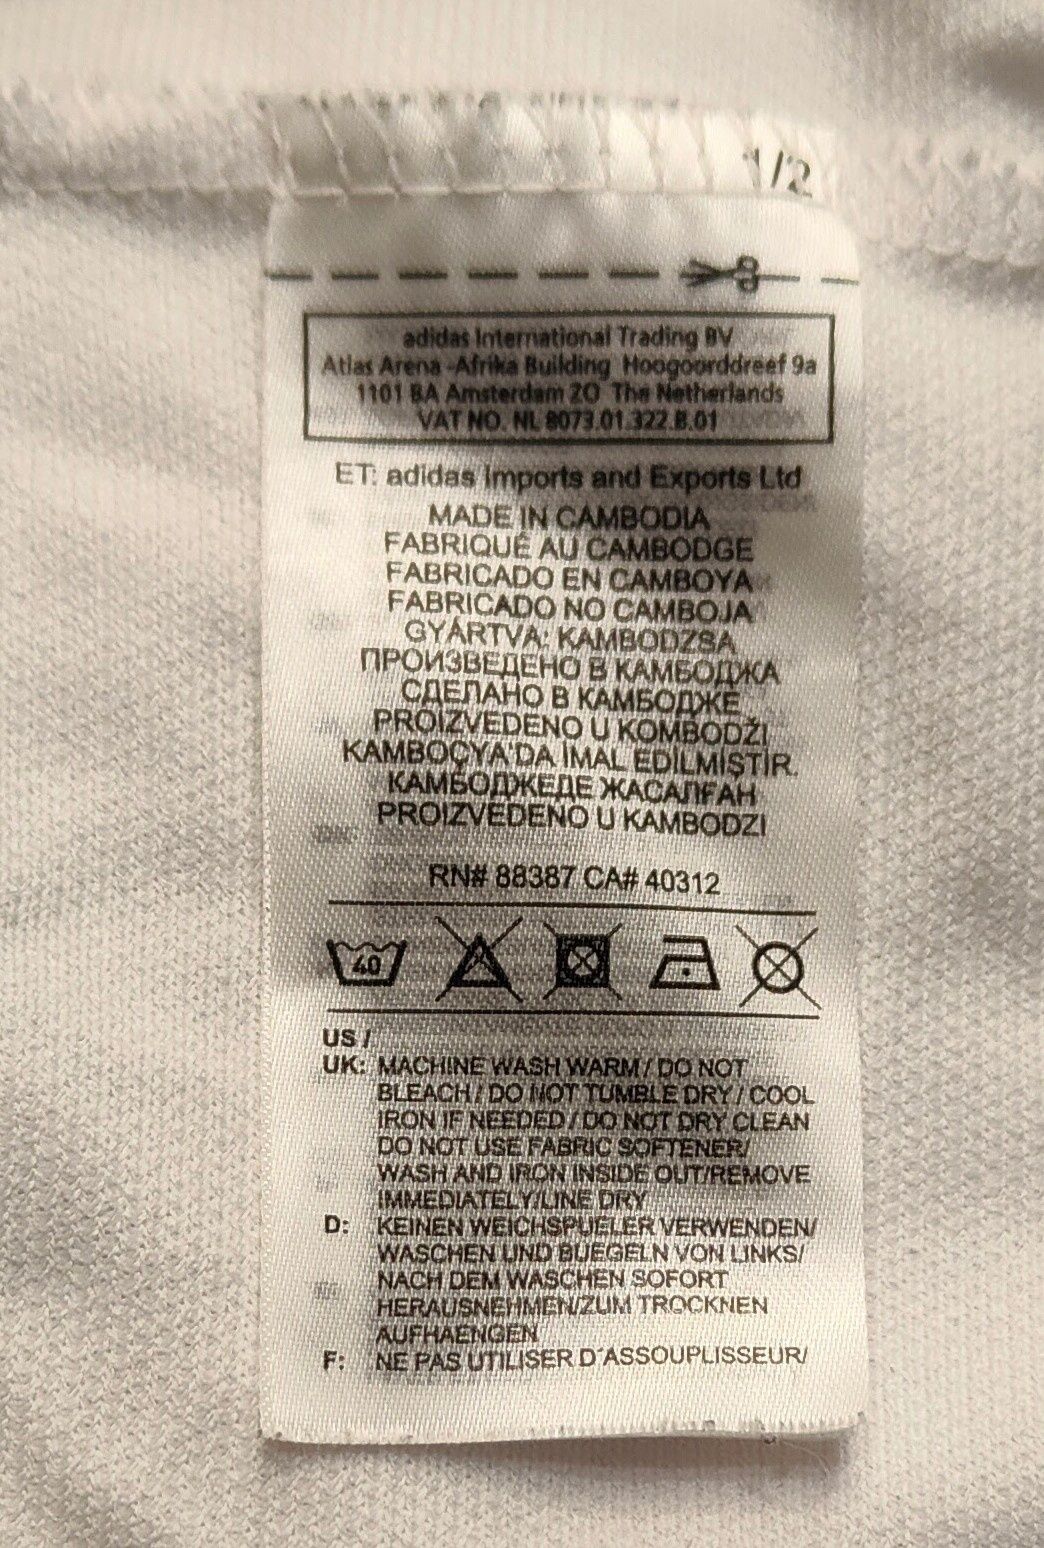 1/2
adidas International Trading BV
Atlas Arena -Afrika Building Hoogoorddreef 9a
1101 BA Amsterdam ZO The Netherlands
VAT NO. NL 8073.01.322.B.01
ET: adidas Imports and Exports Ltd
MADE IN CAMBODIA
FABRIQUÉ AU CAMBODGE
FABRICADO EN CAMBOYA
FABRICADO NO CAMBOJA
GYÁRTVA: KAMBODZSA
ПРОИЗВЕДЕНО В КАМБОДЖА
СДЕЛАНО В КАМБОДЖЕ
PROIZVEDENO U KOMBODŽI
KAMBOÇYA'DA İMAL EDİLMİŞTİR.
КАМБОДЖЕДЕ ЖАСАЛҒАН
PROIZVEDENO U KAMBODZI
RN# 88387 CA# 40312
40
US /
UK: MACHINE WASH WARM / DO NOT
BLEACH / DO NOT TUMBLE DRY / COOL
IRON IF NEEDED / DO NOT DRY CLEAN
DO NOT USE FABRIC SOFTENER/
WASH AND IRON INSIDE OUT/REMOVE
IMMEDIATELY/LINE DRY
D: KEINEN WEICHSPUELER VERWENDEN/
WASCHEN UND BUEGELN VON LINKS/
NACH DEM WASCHEN SOFORT
HERAUSNEHMEN/ZUM TROCKNEN
AUFHAENGEN
F: NE PAS UTILISER D´ASSOUPLISSEUR/